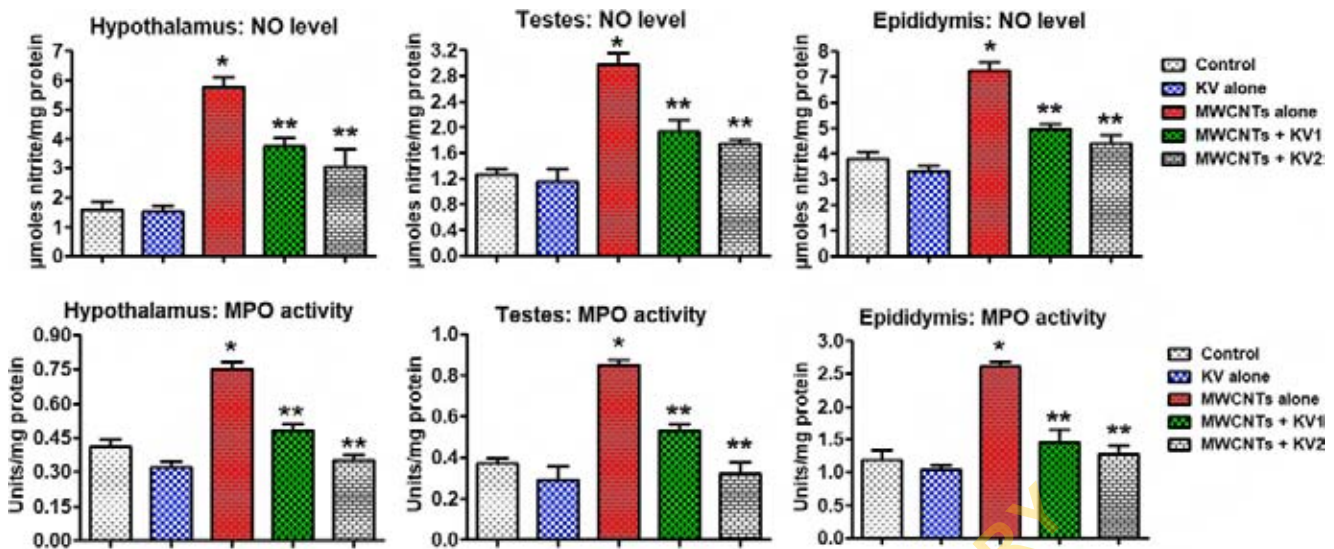 Hypothalamus: NO level
µmoles nitrite/mg protein
7
6
5
4
3
2
1
0
*
**
**
Testes: NO level
µmoles nitrite/mg protein
3.2
2.8
2.4
2.0
1.6
1.2
0.8
0.4
0.0
*
**
**
Epididymis: NO level
µmoles nitrite/mg protein
8
7
6
5
4
3
2
1
0
*
**
**
Control
KV alone
MWCNTs alone
MWCNTs + KV1
MWCNTs + KV2
Hypothalamus: MPO activity
Units/mg protein
0.90
0.75
0.60
0.45
0.30
0.15
0.00
*
**
**
Testes: MPO activity
Units/mg protein
1.0
0.8
0.6
0.4
0.2
0.0
*
**
**
Epididymis: MPO activity
Units/mg protein
3.0
2.5
2.0
1.5
1.0
0.5
0.0
*
**
**
Control
KV alone
MWCNTs alone
MWCNTs + KV1
MWCNTs + KV2